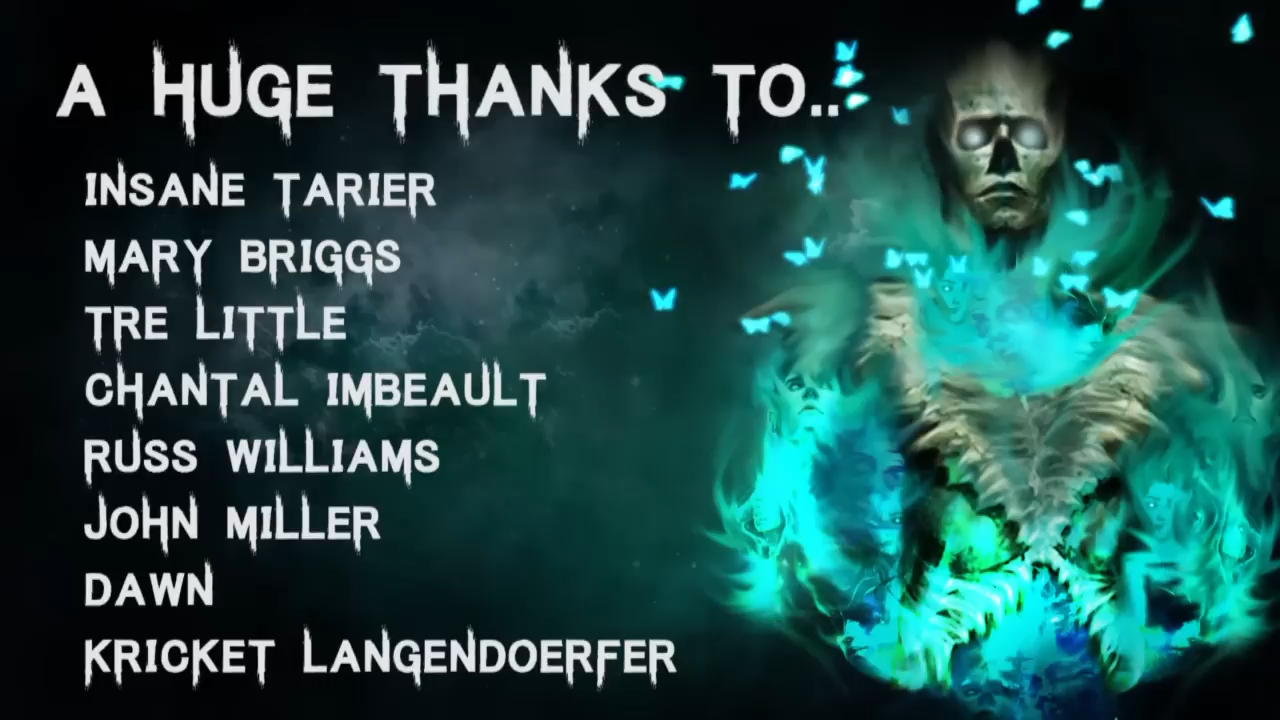 A HUGE THANKS TO..
INSANE TARIER
MARY BRIGGS
TRE LITTLE
CHANTAL IMBEAULT
RUSS WILLIAMS
JOHN MILLER
DAWN
KRICKET LANGENDOERFER